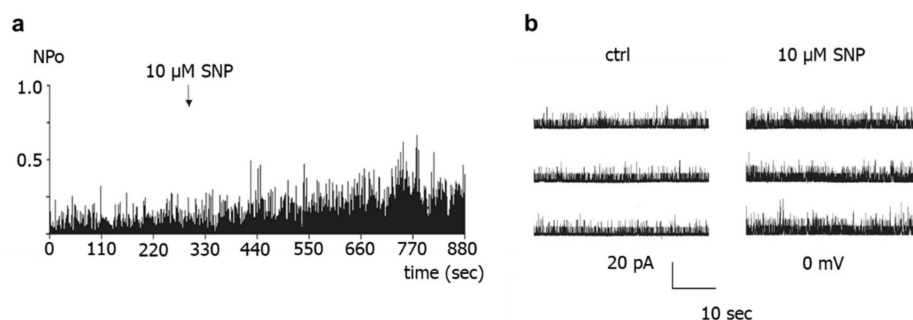 a
NPo
10 µM SNP
1.0
0.5
0 110 220 330 440 550 660 770 880
time (sec)
b
ctrl 10 µM SNP
20 pA 0 mV
10 sec